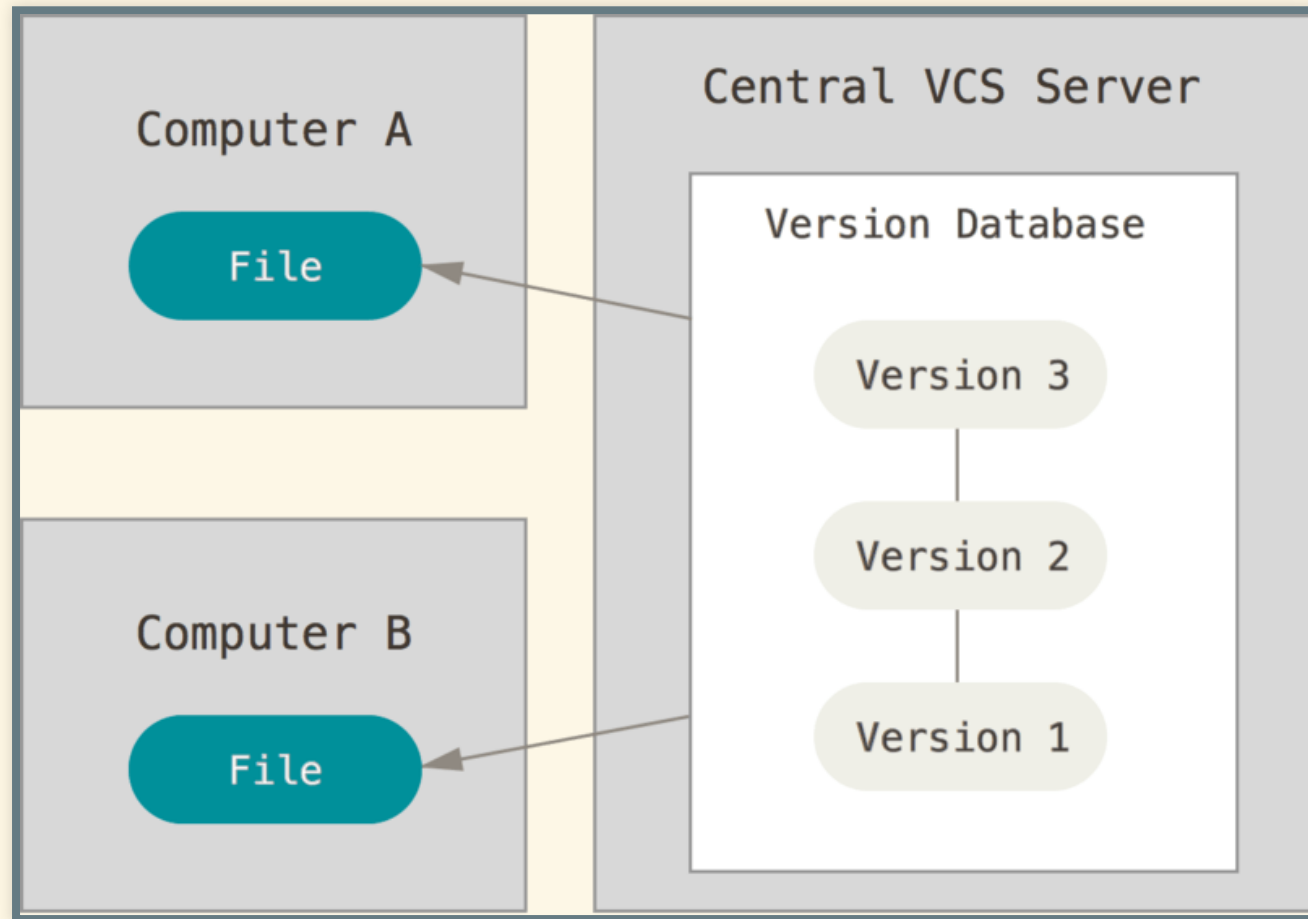 Computer A
File
Computer B
File
Central VCS Server
Version Database
Version 3
Version 2
Version 1